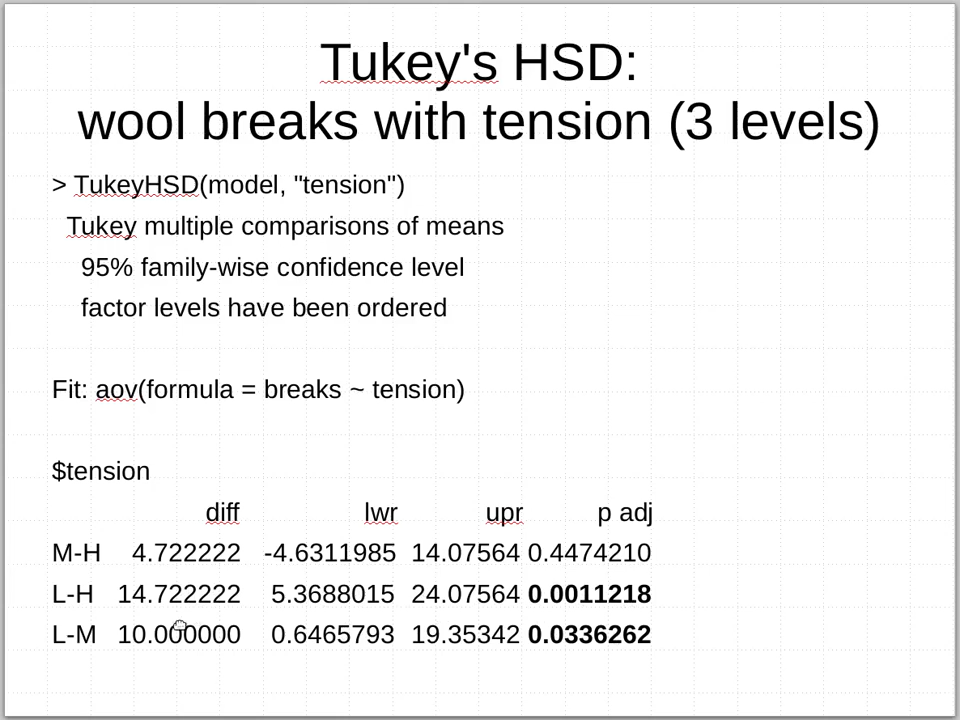 Tukey's HSD:
wool breaks with tension (3 levels)
> TukeyHSD(model, "tension")
Tukey multiple comparisons of means
95% family-wise confidence level
factor levels have been ordered
Fit: aov(formula = breaks ~ tension)
$tension
diff lwr upr p adj
M-H 4.722222 -4.6311985 14.07564 0.4474210
L-H 14.722222 5.3688015 24.07564 0.0011218
L-M 10.000000 0.6465793 19.35342 0.0336262